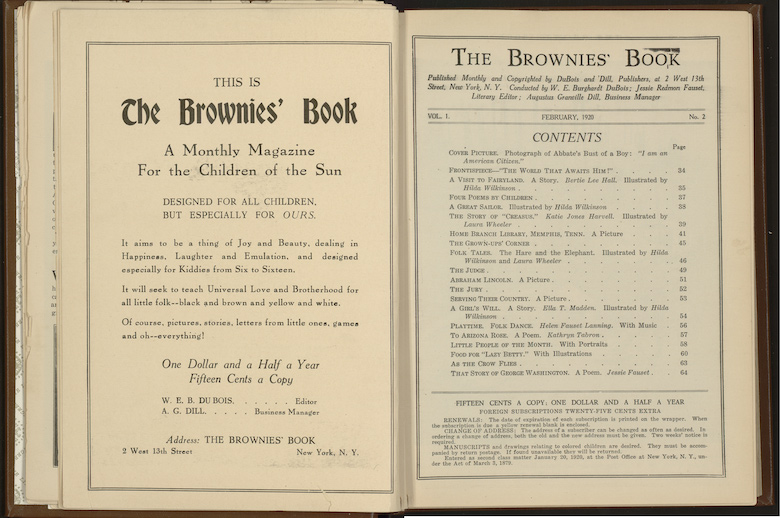 THIS IS
The Brownies' Book
A Monthly Magazine
For the Children of the Sun
DESIGNED FOR ALL CHILDREN,
BUT ESPECIALLY FOR OURS.
It aims to be a thing of Joy and Beauty, dealing in
Happiness, Laughter and Emulation, and designed
especially for Kiddies from Six to Sixteen.
It will seek to teach Universal Love and Brotherhood for
all little folk--black and brown and yellow and white.
Of course, pictures, stories, letters from little ones, games
and oh--everything!
One Dollar and a Half a Year
Fifteen Cents a Copy
W. E. B. DU BOIS, . . . . . Editor
A. G. DILL, . . . . . Business Manager
Address: THE BROWNIES' BOOK
2 West 13th Street New York, N. Y.
THE BROWNIES' BOOK
Published Monthly and Copyrighted by DuBois and Dill, Publishers, at 2 West 13th
Street, New York, N. Y. Conducted by W. E. Burghardt DuBois; Jessie Redmon Fauset,
Literary Editor; Augustus Granville Dill, Business Manager
VOL. 1. FEBRUARY, 1920 No. 2
CONTENTS
Page
COVER PICTURE. Photograph of Abbate's Bust of a Boy: "I am an
American Citizen."
FRONTISPIECE—"THE WORLD THAT AWAITS HIM!" . . . 34
A VISIT TO FAIRYLAND. A Story. Bertie Lee Hall. Illustrated by
Hilda Wilkinson . . . 35
FOUR POEMS BY CHILDREN . . . 37
A GREAT SAILOR. Illustrated by Hilda Wilkinson . . . 38
THE STORY OF "CREASUS." Katie Jones Harvell. Illustrated by
Laura Wheeler . . . 39
HOME BRANCH LIBRARY, MEMPHIS, TENN. A Picture . . . 41
THE GROWN-UPS' CORNER . . . 45
FOLK TALES. The Hare and the Elephant. Illustrated by Hilda
Wilkinson and Laura Wheeler . . . 46
THE JUDGE . . . 49
ABRAHAM LINCOLN. A Picture . . . 51
THE JURY . . . 52
SERVING THEIR COUNTRY. A Picture . . . 53
A GIRL'S WILL. A Story. Ella T. Madden. Illustrated by Hilda
Wilkinson . . . 54
PLAYTIME. FOLK DANCE. Helen Fauset Lanning. With Music . 56
TO ARIZONA ROSE. A Poem. Kathryn . . . 57
LITTLE PEOPLE OF THE MONTH. With Portraits . . . 58
FOOD FOR "LAZY BETTY." With Illustrations . . . 60
AS THE CROW FLIES . . . 63
THAT STORY OF GEORGE WASHINGTON. A Poem. Jessie Fauset . . 64
FIFTEEN CENTS A COPY; ONE DOLLAR AND A HALF A YEAR
FOREIGN SUBSCRIPTIONS TWENTY-FIVE CENTS EXTRA
RENEWALS: The date of expiration of each subscription is printed on the wrapper. When
the subscription is due a yellow renewal blank is enclosed.
CHANGE OF ADDRESS: The address of a subscriber can be changed as often as desired. In
ordering a change of address, both the old and the new address must be given. Two weeks' notice is
required.
MANUSCRIPTS and drawings relating to colored children are desired. They must be accom-
panied by return postage. If found unavailable they will be returned.
Entered as second class matter January 20, 1920, at the Post Office at New York, N. Y., un-
der the Act of March 3, 1879.